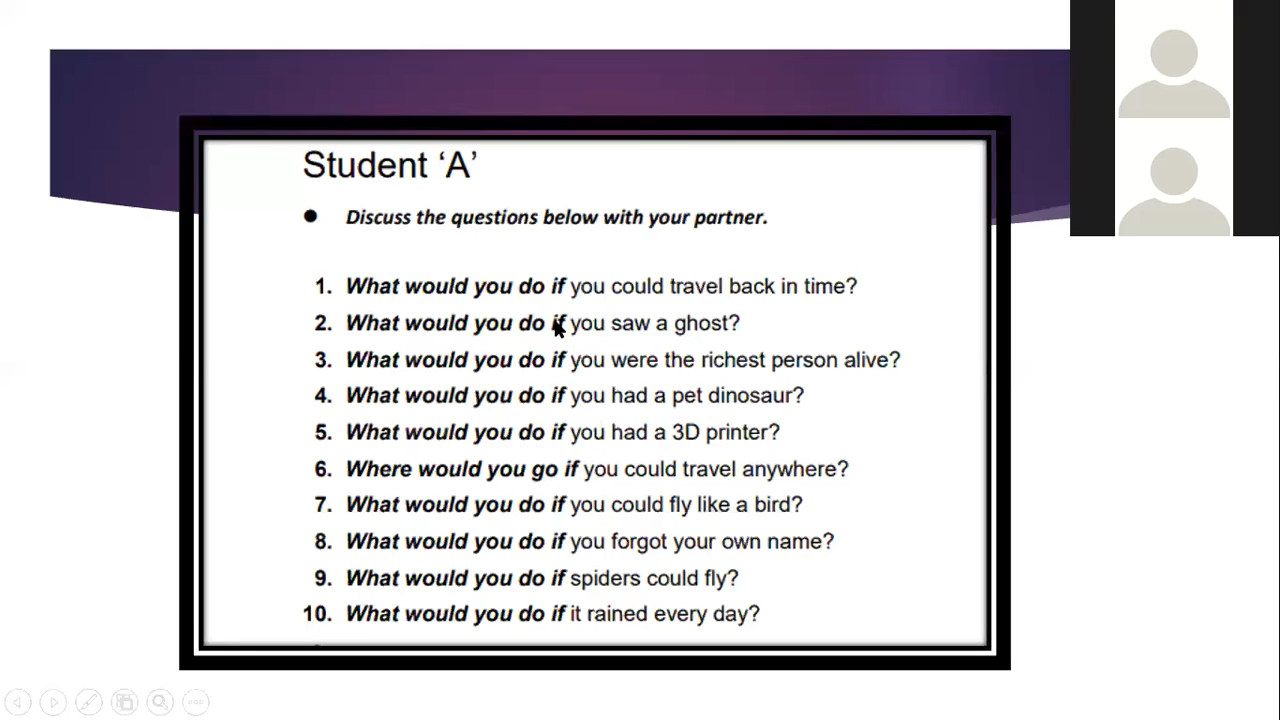 Student ‘A’
● Discuss the questions below with your partner.
1. What would you do if you could travel back in time?
2. What would you do if you saw a ghost?
3. What would you do if you were the richest person alive?
4. What would you do if you had a pet dinosaur?
5. What would you do if you had a 3D printer?
6. Where would you go if you could travel anywhere?
7. What would you do if you could fly like a bird?
8. What would you do if you forgot your own name?
9. What would you do if spiders could fly?
10. What would you do if it rained every day?